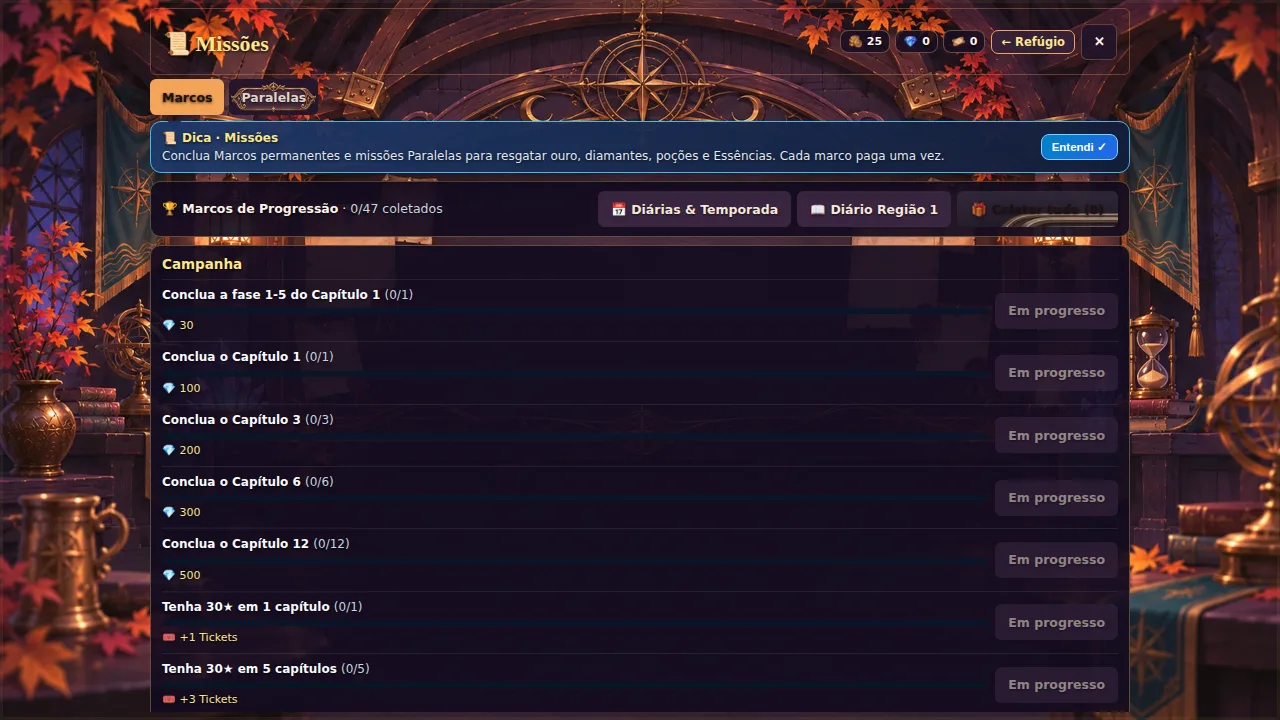 📜 Missões
25
0
0
← Refúgio
✕
Marcos
Paralelas
📜 Dica · Missões
Conclua Marcos permanentes e missões Paralelas para resgatar ouro, diamantes, poções e Essências. Cada marco paga uma vez.
Entendi ✓
🏆 Marcos de Progressão · 0/47 coletados
📅 Diárias & Temporada
📖 Diário Região 1
🎁 Coletar tudo (0)
Campanha
Conclua a fase 1-5 do Capítulo 1 (0/1)
💎 30
Em progresso
Conclua o Capítulo 1 (0/1)
💎 100
Em progresso
Conclua o Capítulo 3 (0/3)
💎 200
Em progresso
Conclua o Capítulo 6 (0/6)
💎 300
Em progresso
Conclua o Capítulo 12 (0/12)
💎 500
Em progresso
Tenha 30★ em 1 capítulo (0/1)
🎟️ +1 Tickets
Em progresso
Tenha 30★ em 5 capítulos (0/5)
🎟️ +3 Tickets
Em progresso